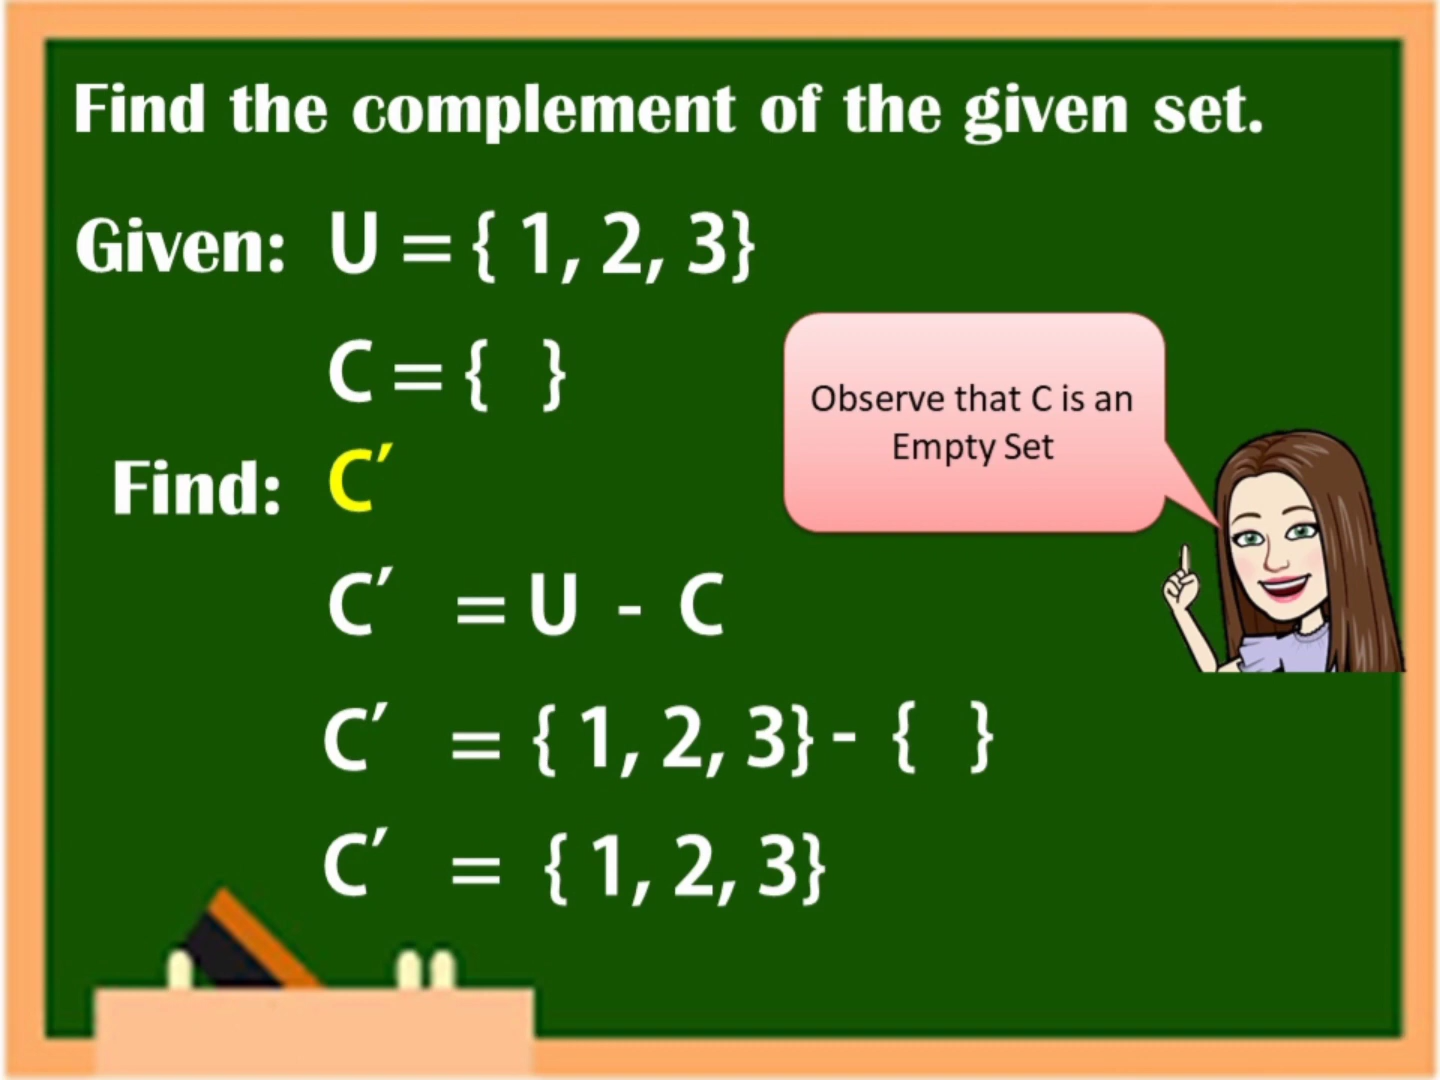 Find the complement of the given set.
Given: U = { 1, 2, 3}
C = {  }
Observe that C is an
Empty Set
Find: C′
C′ = U - C
C′ = { 1, 2, 3} - {  }
C′ = { 1, 2, 3}